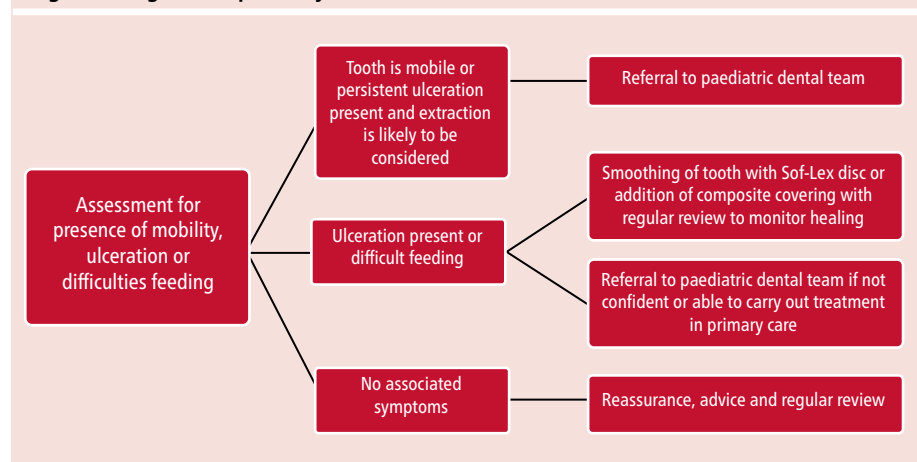 Assessment for
presence of mobility,
ulceration or
difficulties feeding
Tooth is mobile or
persistent ulceration
present and extraction
is likely to be
considered
Referral to paediatric dental team
Ulceration present or
difficult feeding
Smoothing of tooth with Sof-Lex disc or
addition of composite covering with
regular review to monitor healing
Referral to paediatric dental team if not
confident or able to carry out treatment
in primary care
No associated
symptoms
Reassurance, advice and regular review